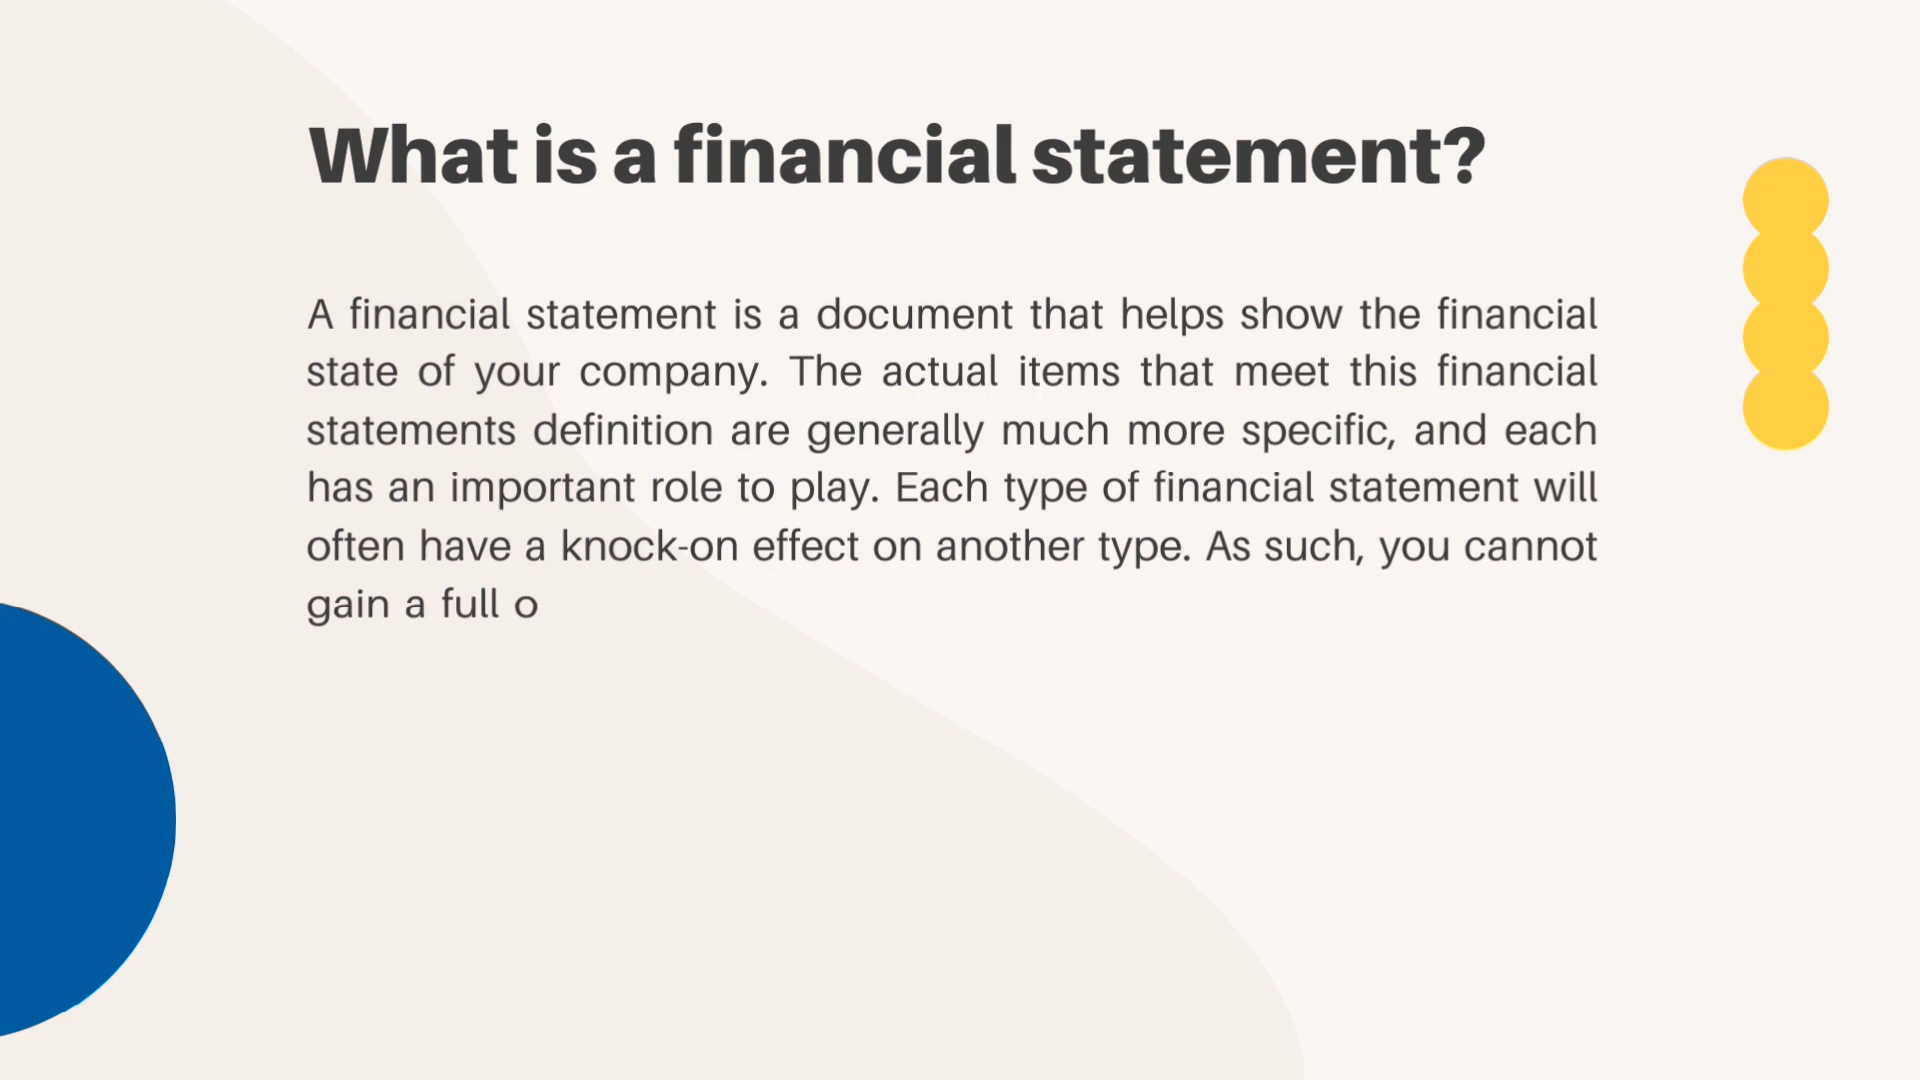 What is a financial statement?
A financial statement is a document that helps show the financial
state of your company. The actual items that meet this financial
statements definition are generally much more specific, and each
has an important role to play. Each type of financial statement will
often have a knock-on effect on another type. As such, you cannot
gain a full o